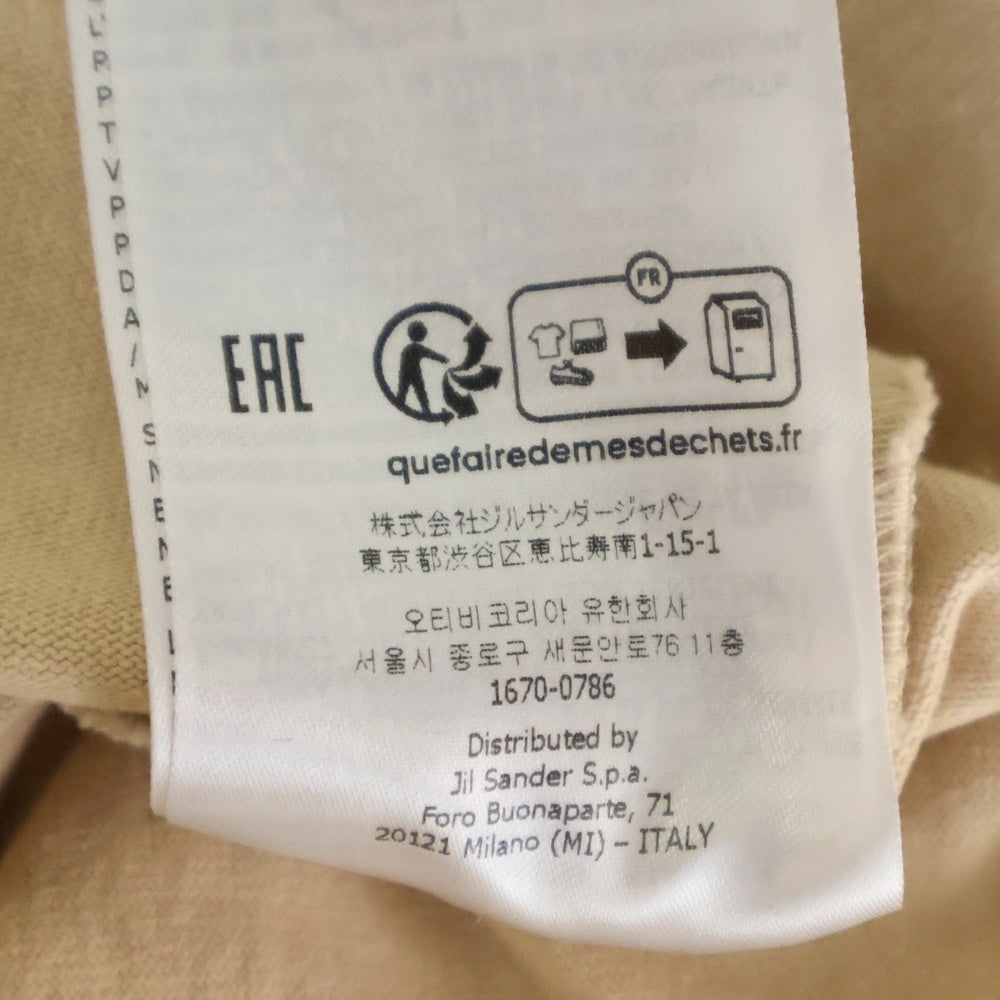 EAC
FR
quefairedemesdechets.fr
株式会社ジルサンダージャパン
東京都渋谷区恵比寿南1-15-1
오티비코리아 유한회사
서울시 종로구 새문안로76 11층
1670-0786
Distributed by
Jil Sander S.p.a.
Foro Buonaparte, 71
20121 Milano (MI) – ITALY